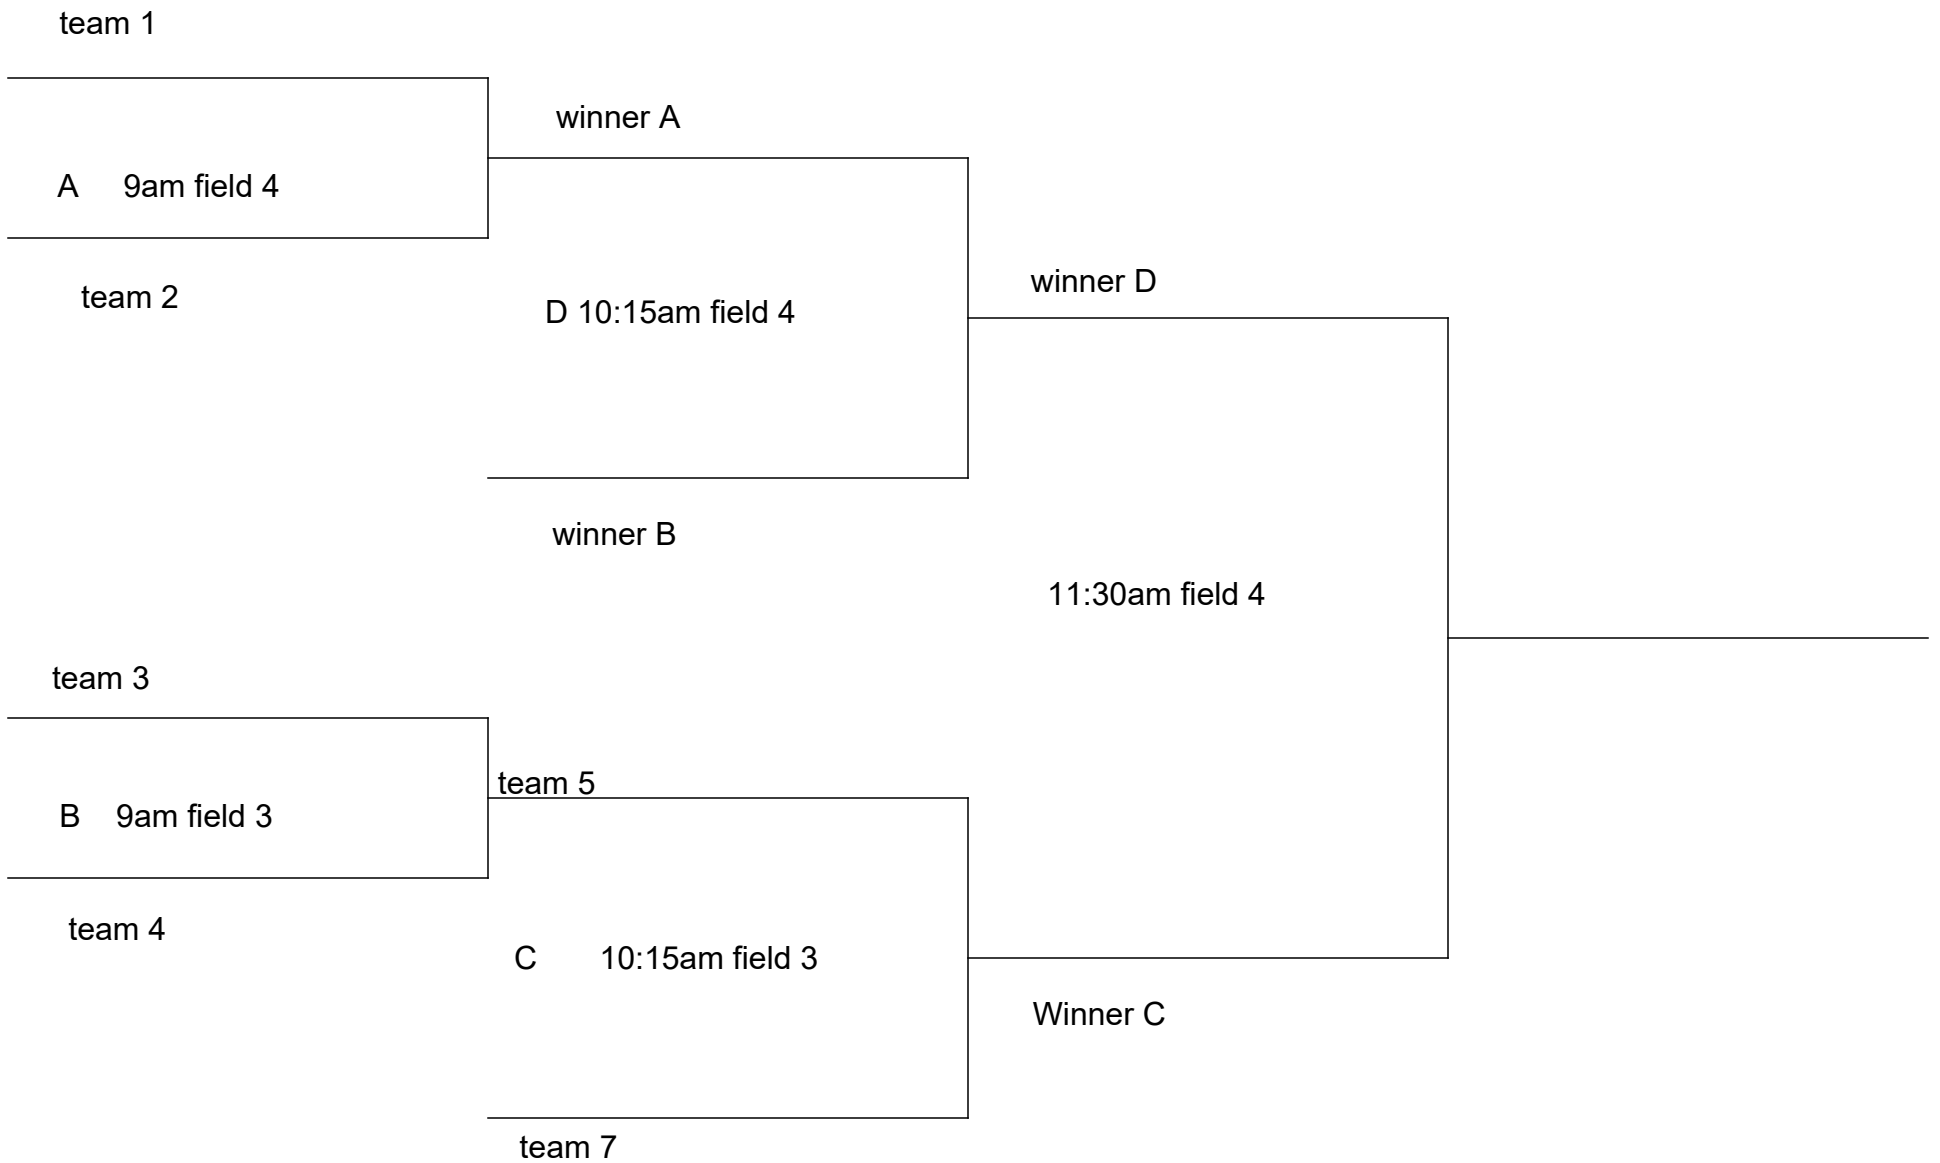 team 1
winner A
A 9am field 4
winner D
team 2
D 10:15am field 4
winner B
11:30am field 4
team 3
team 5
B 9am field 3
team 4
C 10:15am field 3
Winner C
team 7